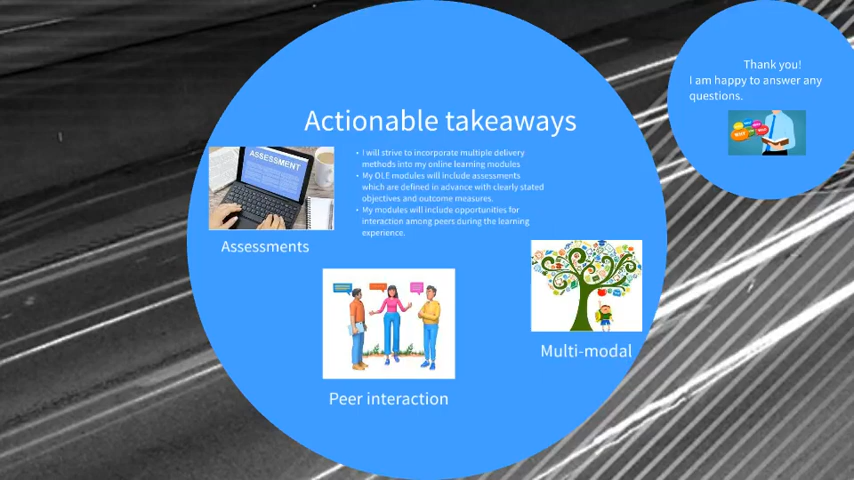 Actionable takeaways
ASSESSMENT
• I will strive to incorporate multiple delivery
methods into my online learning modules
• My OLE modules will include assessments
which are defined in advance with clearly stated
objectives and outcome measures.
• My modules will include opportunities for
interaction among peers during the learning
experience.
Assessments
Peer interaction
Multi-modal
Thank you!
I am happy to answer any
questions.